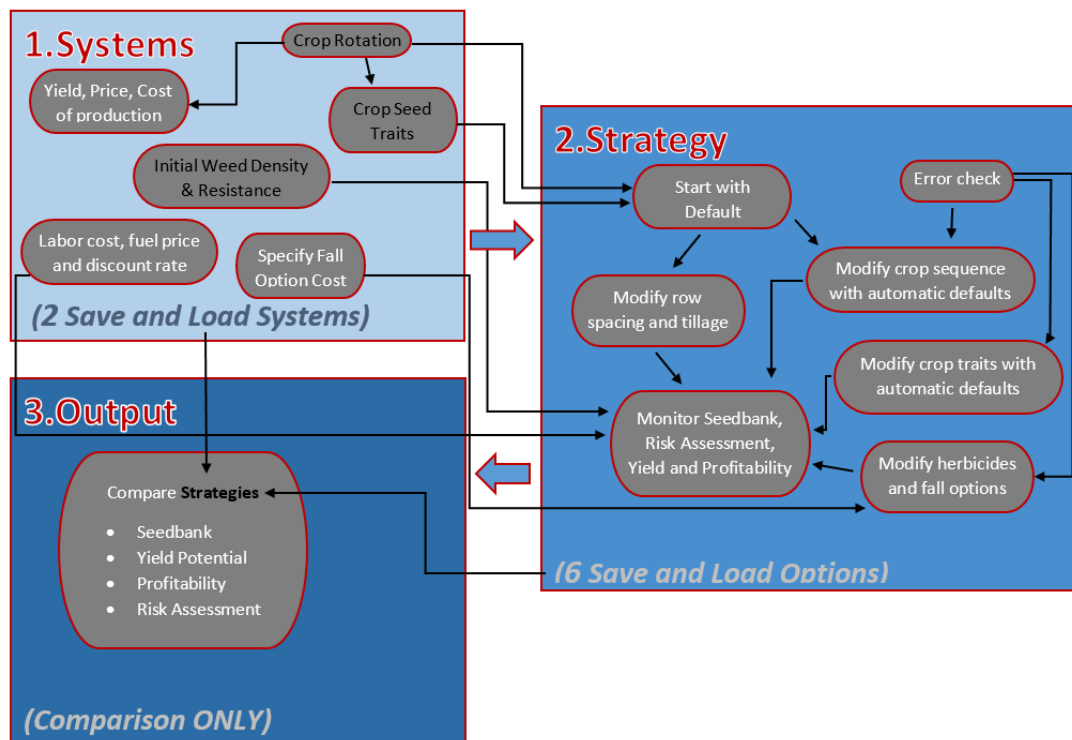 1.Systems
Crop Rotation
Yield, Price, Cost
of production
Crop Seed
Traits
Initial Weed Density
& Resistance
Labor cost, fuel price
and discount rate
Specify Fall
Option Cost
(2 Save and Load Systems)
2.Strategy
Start with
Default
Error check
Modify crop sequence
with automatic defaults
Modify row
spacing and tillage
Modify crop traits with
automatic defaults
Monitor Seedbank,
Risk Assessment,
Yield and Profitability
Modify herbicides
and fall options
(6 Save and Load Options)
3.Output
Compare Strategies
• Seedbank
• Yield Potential
• Profitability
• Risk Assessment
(Comparison ONLY)